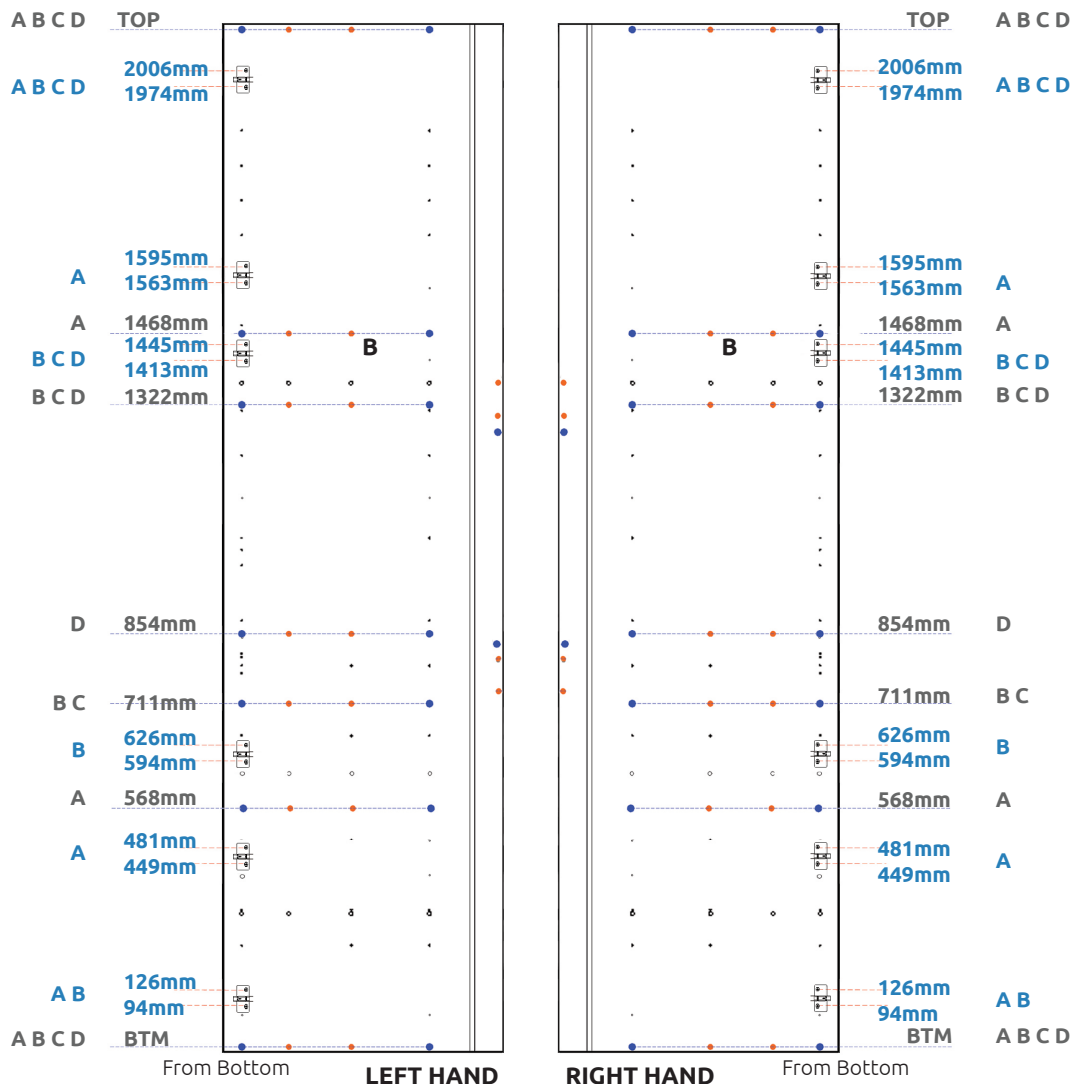 A B C D TOP TOP A B C D
2006mm 2006mm
A B C D 1974mm 1974mm A B C D
1595mm 1595mm
A 1563mm 1563mm A
A 1468mm 1468mm A
1445mm B B 1445mm
B C D 1413mm 1413mm B C D
B C D 1322mm 1322mm B C D
D 854mm 854mm D
B C 711mm 711mm B C
626mm 626mm
B 594mm 594mm B
A 568mm 568mm A
481mm 481mm
A 449mm 449mm A
126mm 126mm
A B 94mm 94mm A B
A B C D BTM BTM A B C D
From Bottom LEFT HAND RIGHT HAND From Bottom